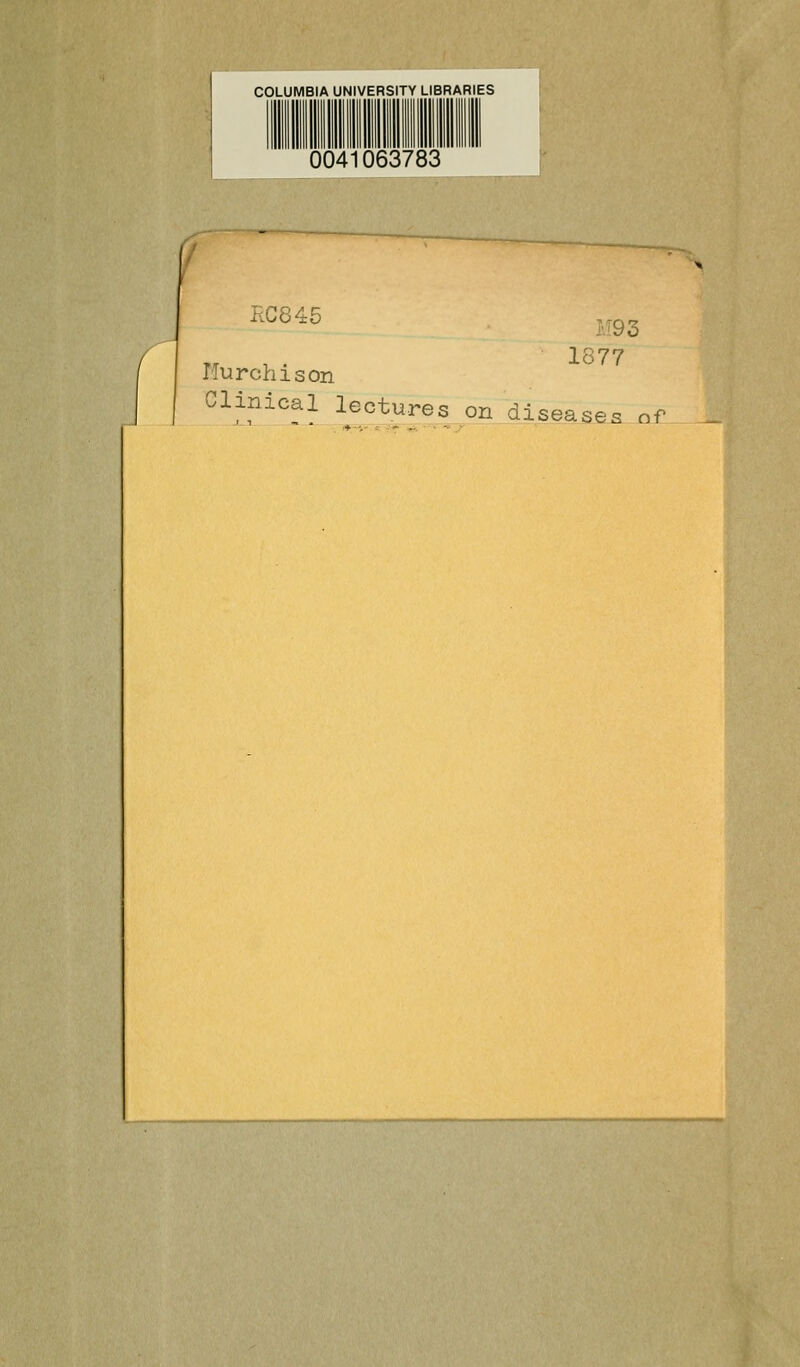 COLUMBIA UNIVERSITY LIBRARIES
0041063783
RC845 M93
1877
Murchison
Clinical lectures on diseases of